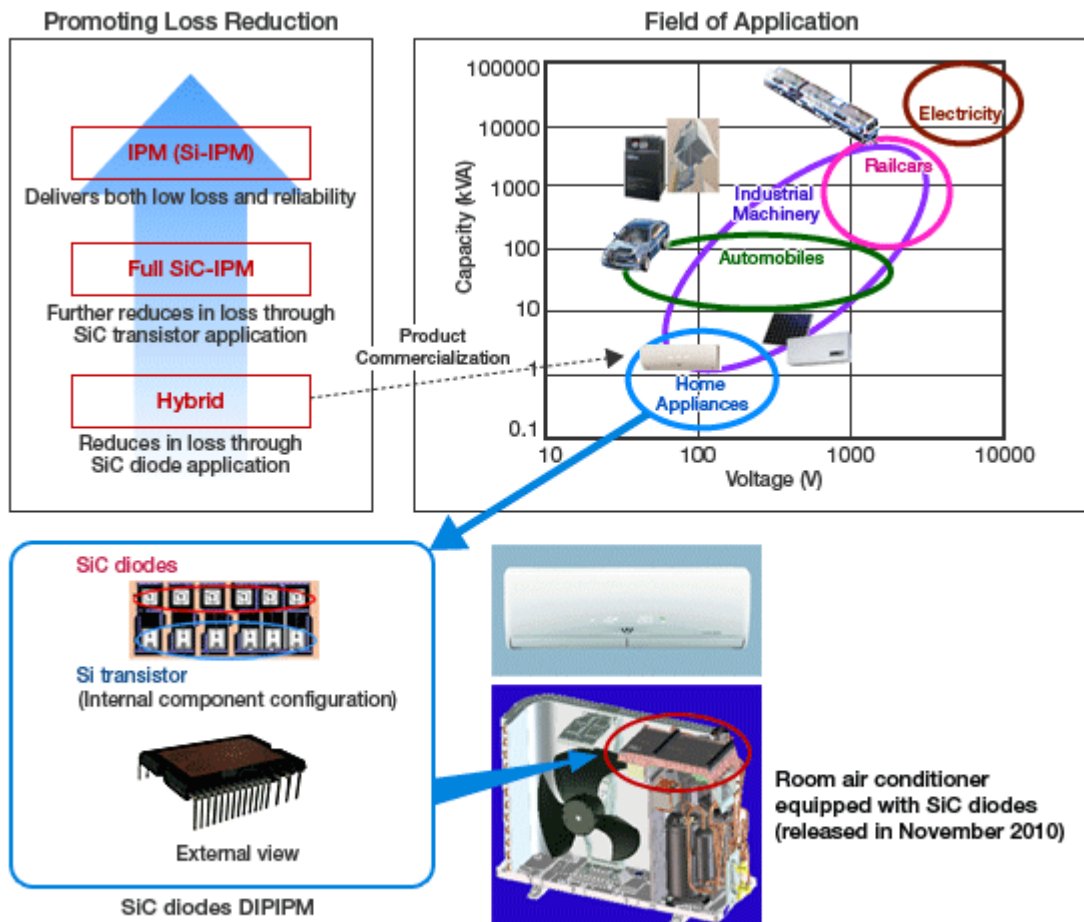 Promoting Loss Reduction
IPM (Si-IPM)
Delivers both low loss and reliability
Full SiC-IPM
Further reduces in loss through
SiC transistor application
Hybrid
Reduces in loss through
SiC diode application
Product
Commercialization
Field of Application
Capacity (kVA)
100000
10000
1000
100
10
1
0.1
10
100
1000
10000
Voltage (V)
Electricity
Railcars
Industrial
Machinery
Automobiles
Home
Appliances
SiC diodes
Si transistor
(Internal component configuration)
External view
SiC diodes DIPIPM
Room air conditioner
equipped with SiC diodes
(released in November 2010)